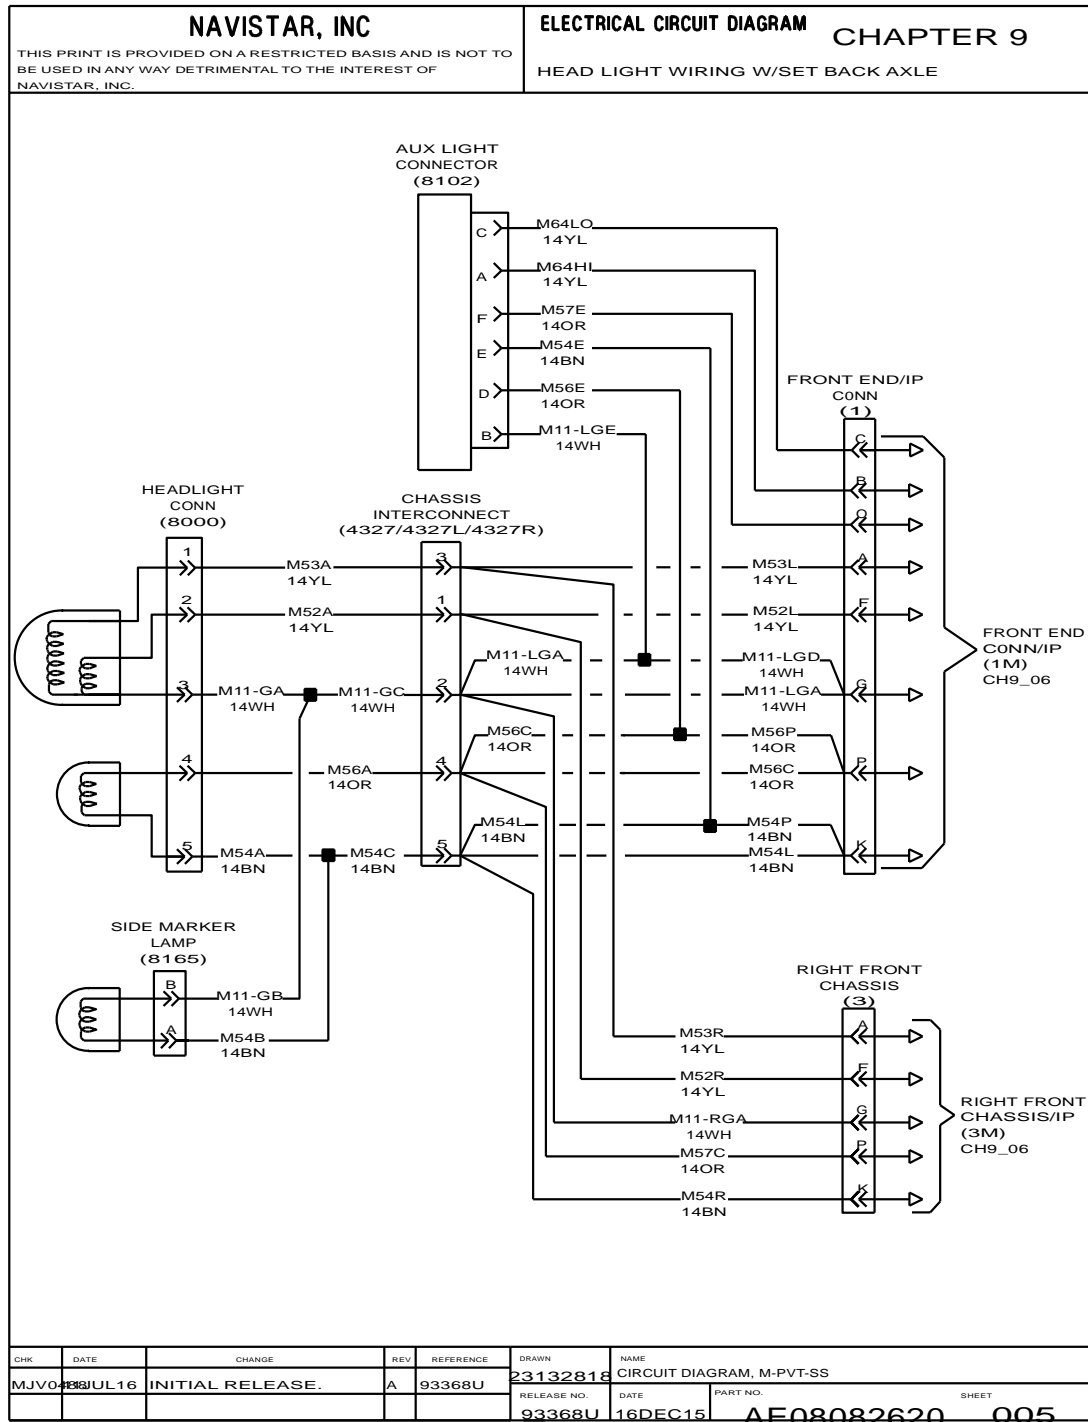 NAVISTAR, INC
THIS PRINT IS PROVIDED ON A RESTRICTED BASIS AND IS NOT TO
BE USED IN ANY WAY DETRIMENTAL TO THE INTEREST OF
NAVISTAR, INC.
ELECTRICAL CIRCUIT DIAGRAM
CHAPTER 9
HEAD LIGHT WIRING W/SET BACK AXLE
AUX LIGHT
CONNECTOR
(8102)
C
M64LO
14YL
A
M64HI
14YL
F
M57E
14OR
E
M54E
14BN
D
M56E
14OR
B
M11-LGE
14WH
FRONT END/IP
CONN
(1)
C
B
Q
A
F
G
P
K
FRONT END
CONN/IP
(1M)
CH9_06
HEADLIGHT
CONN
(8000)
1
2
3
4
5
CHASSIS
INTERCONNECT
(4327/4327L/4327R)
3
1
2
4
5
M53A
14YL
M53L
14YL
M52A
14YL
M52L
14YL
M11-LGA
14WH
M11-LGD
14WH
M11-GA
14WH
M11-GC
14WH
M11-LGA
14WH
M56C
14OR
M56P
14OR
M56A
14OR
M56C
14OR
M54L
14BN
M54P
14BN
M54A
14BN
M54C
14BN
M54L
14BN
SIDE MARKER
LAMP
(8165)
B
M11-GB
14WH
A
M54B
14BN
RIGHT FRONT
CHASSIS
(3)
M53R
14YL
A
M52R
14YL
F
M11-RGA
14WH
G
M57C
14OR
P
M54R
14BN
K
RIGHT FRONT
CHASSIS/IP
(3M)
CH9_06
CHK
DATE
CHANGE
REV
REFERENCE
DRAWN
NAME
INITIAL RELEASE.
A
93368U
23132818
CIRCUIT DIAGRAM, M-PVT-SS
RELEASE NO.
DATE
PART NO.
SHEET
93368U
16DEC15
AE08082620
005